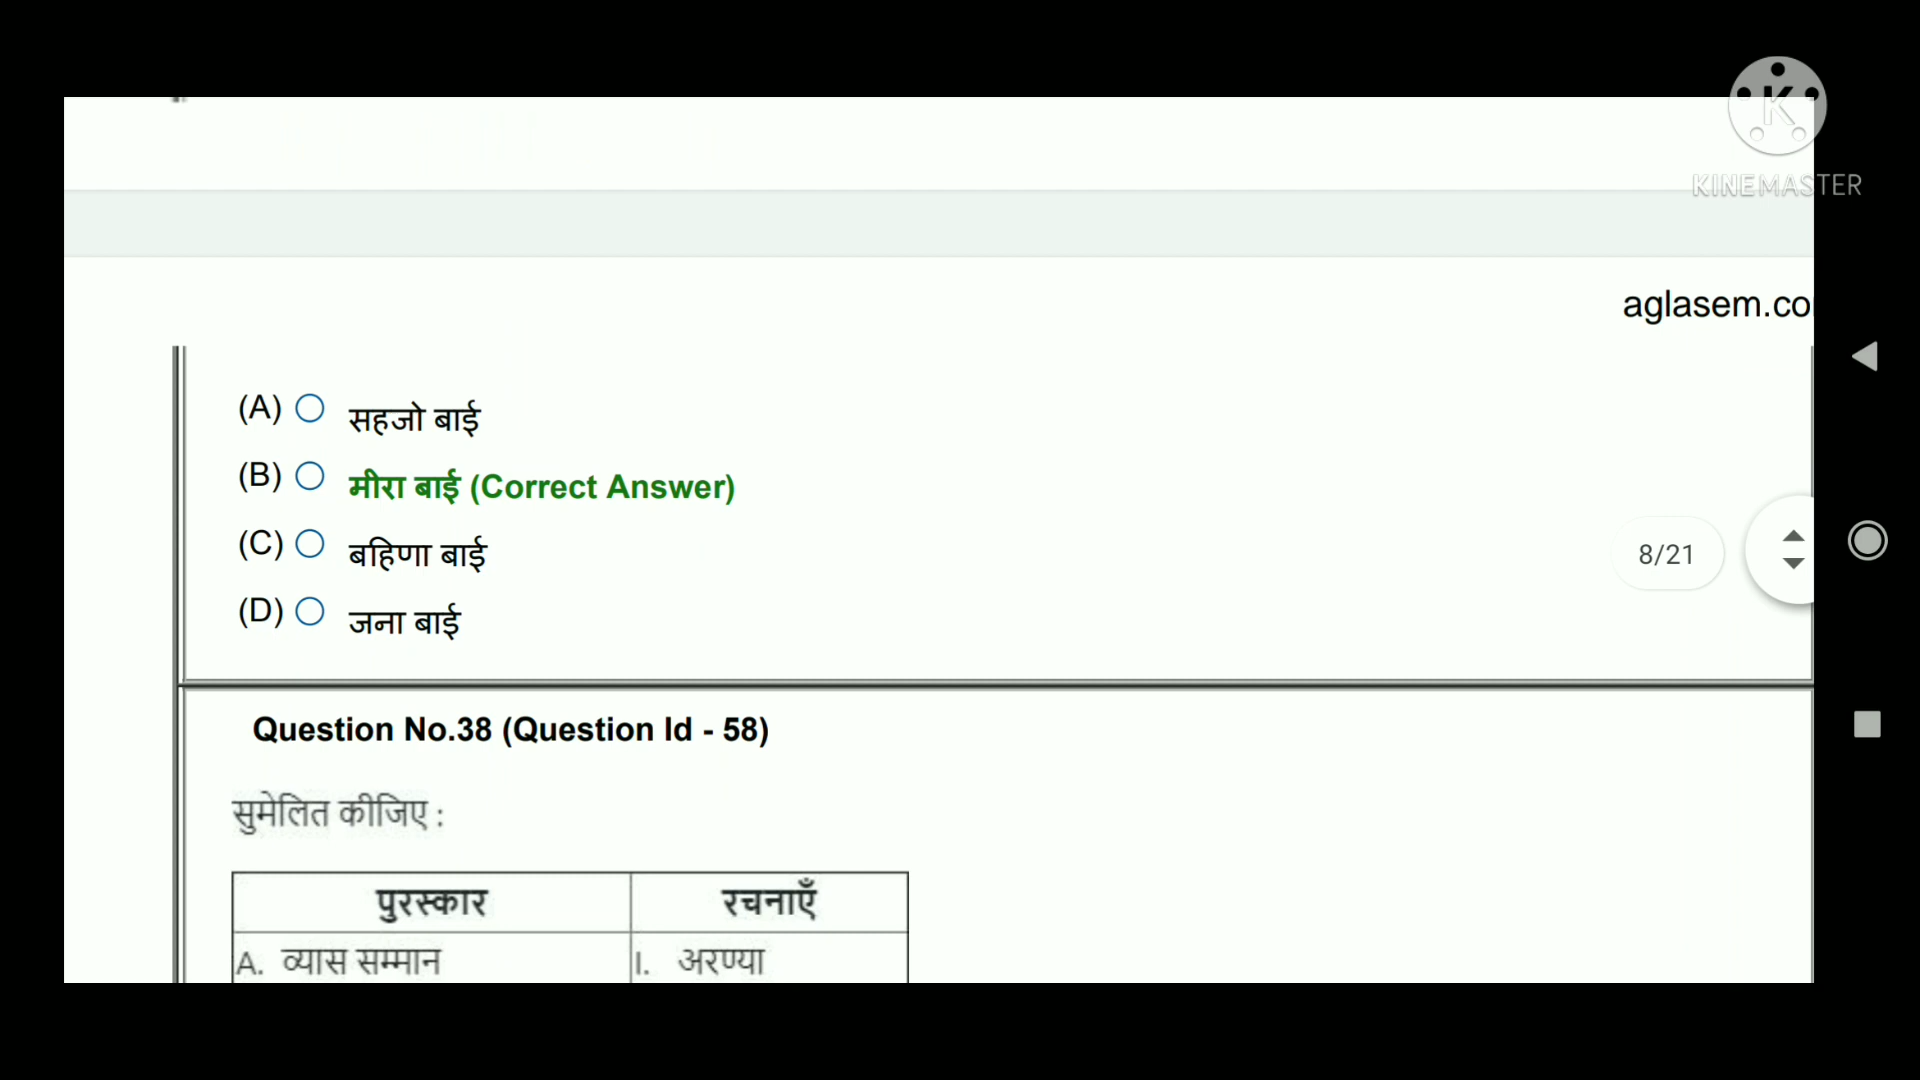 K
KINEMASTER
aglasem.co
(A) सहजो बाई
(B) मीरा बाई (Correct Answer)
(C) बहिणा बाई
8/21
(D) जना बाई
Question No.38 (Question Id - 58)
सुमेलित कीजिए :
पुरस्कार रचनाएँ
A. व्यास सम्मान I. अरण्या